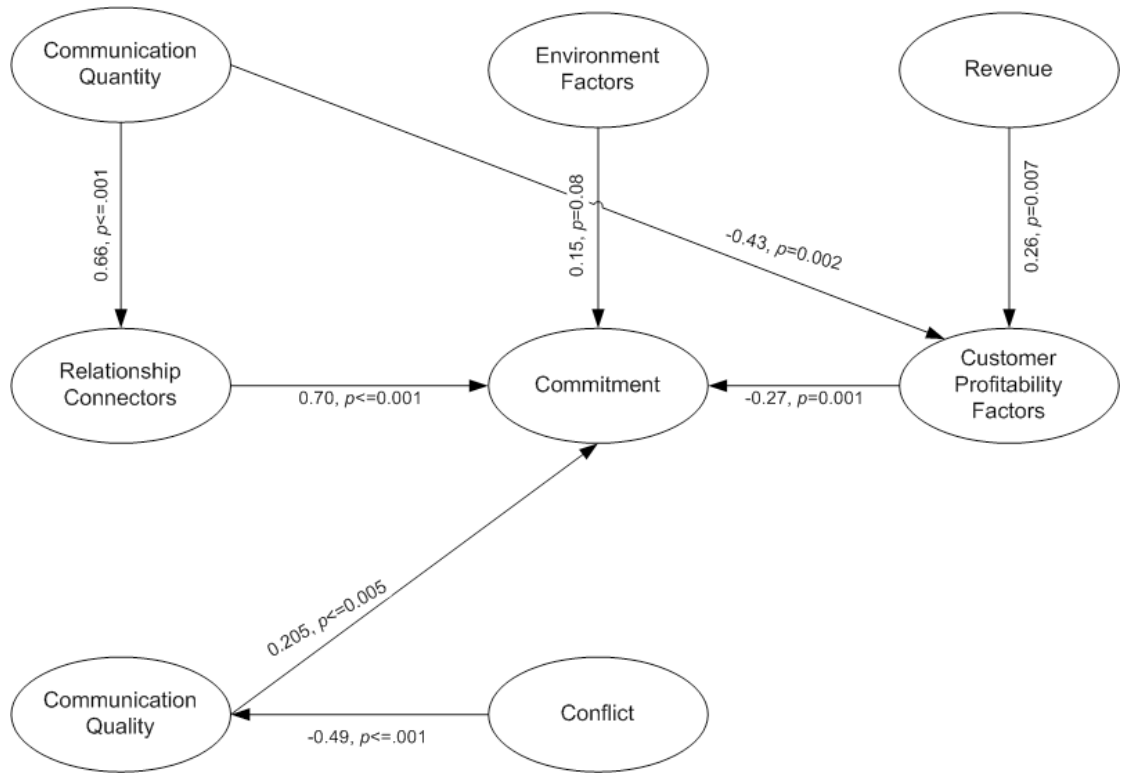 Communication
Quantity
Environment
Factors
Revenue
0.66, p<=.001
0.15, p=0.08
-0.43, p=0.002
0.26, p=0.007
Relationship
Connectors
0.70, p<=0.001
Commitment
-0.27, p=0.001
Customer
Profitability
Factors
0.205, p<=0.005
Communication
Quality
-0.49, p<=.001
Conflict